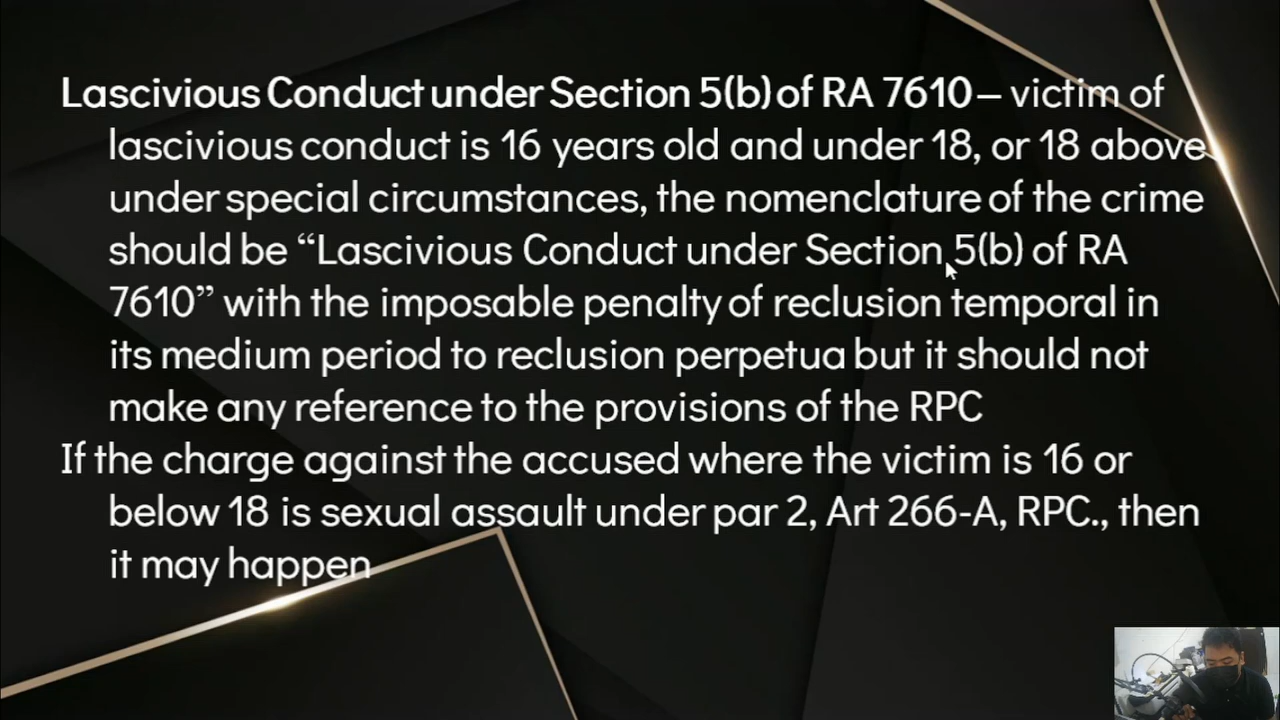 Lascivious Conduct under Section 5(b) of RA 7610 – victim of
lascivious conduct is 16 years old and under 18, or 18 above
under special circumstances, the nomenclature of the crime
should be “Lascivious Conduct under Section 5(b) of RA
7610” with the imposable penalty of reclusion temporal in
its medium period to reclusion perpetua but it should not
make any reference to the provisions of the RPC
If the charge against the accused where the victim is 16 or
below 18 is sexual assault under par 2, Art 266-A, RPC., then
it may happen